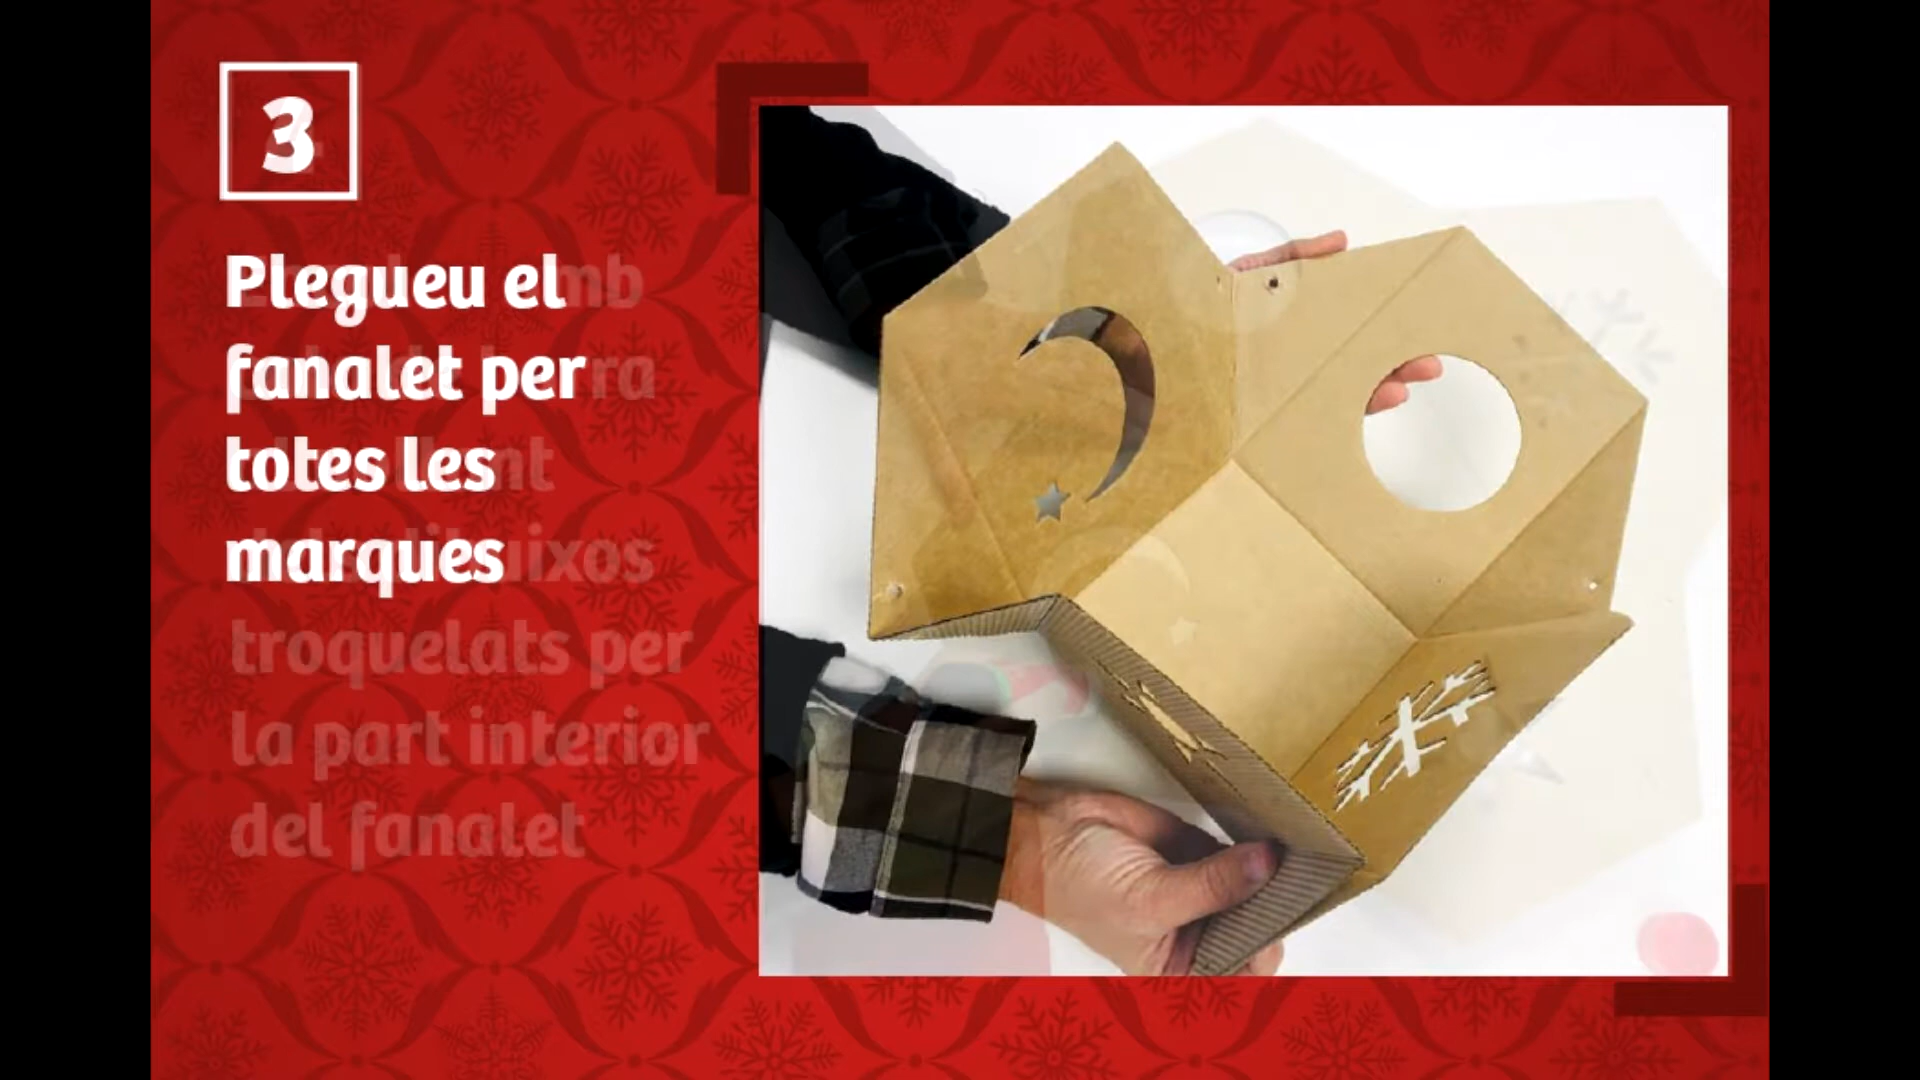 3
Plegueu el
fanalet per
totes les
marques
troquelats per
la part interior
del fanalet